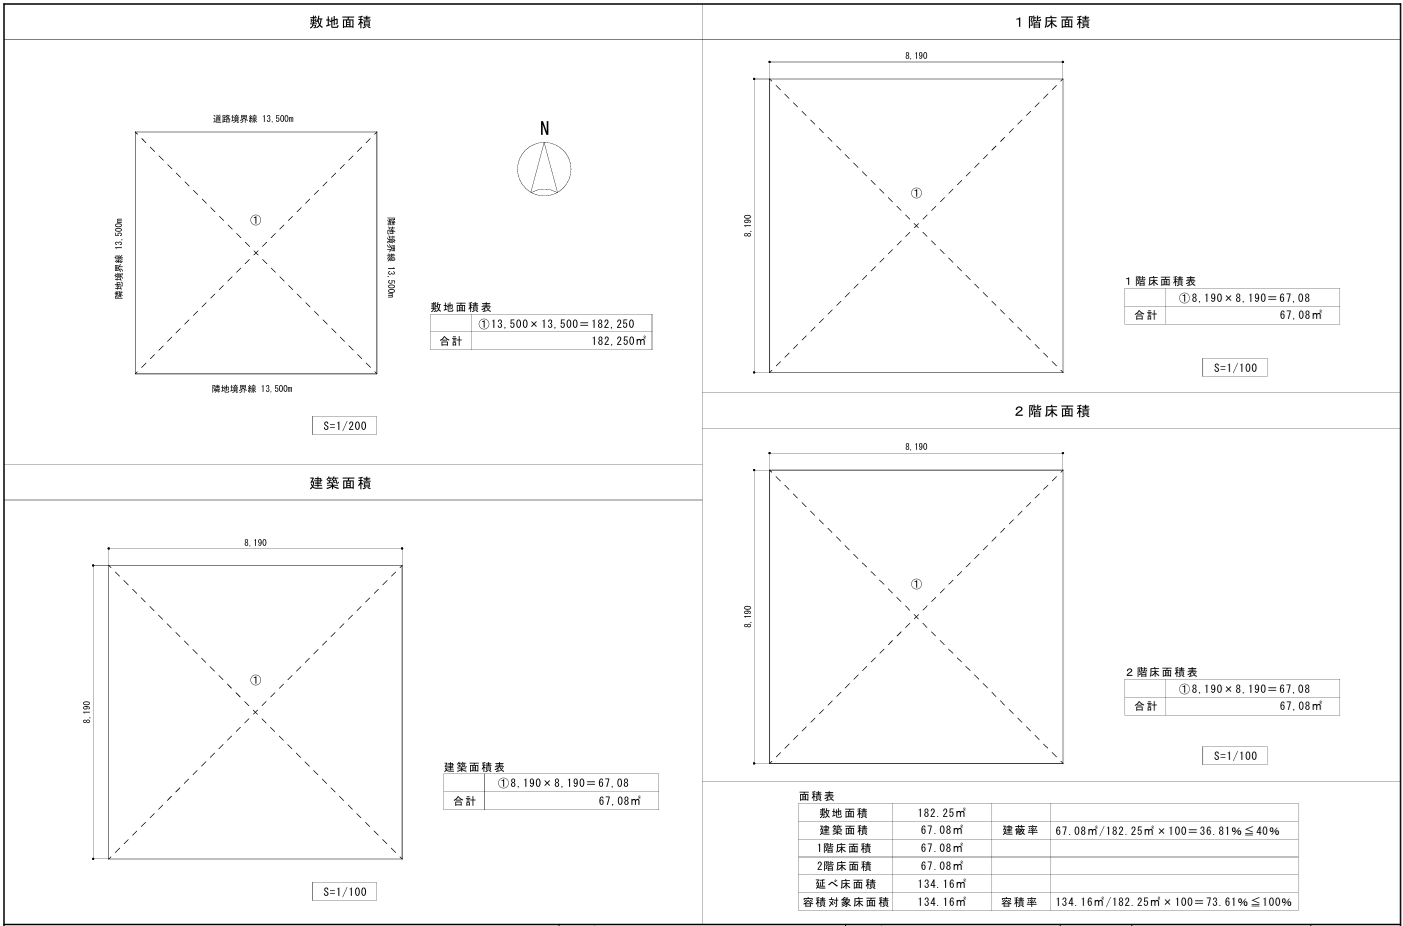 敷地面積
道路境界線 13,500m
隣地境界線 13,500m
隣地境界線 13,500m
隣地境界線 13,500m
①
N
敷地面積表
①13,500×13,500=182,250
合計 182,250㎡
S=1/200
建築面積
8,190
8,190
①
建築面積表
①8,190×8,190=67,08
合計 67,08㎡
S=1/100
1階床面積
8,190
8,190
①
1階床面積表
①8,190×8,190=67,08
合計 67,08㎡
S=1/100
2階床面積
8,190
8,190
①
2階床面積表
①8,190×8,190=67,08
合計 67,08㎡
S=1/100
面積表
敷地面積 182.25㎡
建築面積 67.08㎡ 建蔽率 67.08㎡/182.25㎡×100=36.81%≦40%
1階床面積 67.08㎡
2階床面積 67.08㎡
延べ床面積 134.16㎡
容積対象床面積 134.16㎡ 容積率 134.16㎡/182.25㎡×100=73.61%≦100%